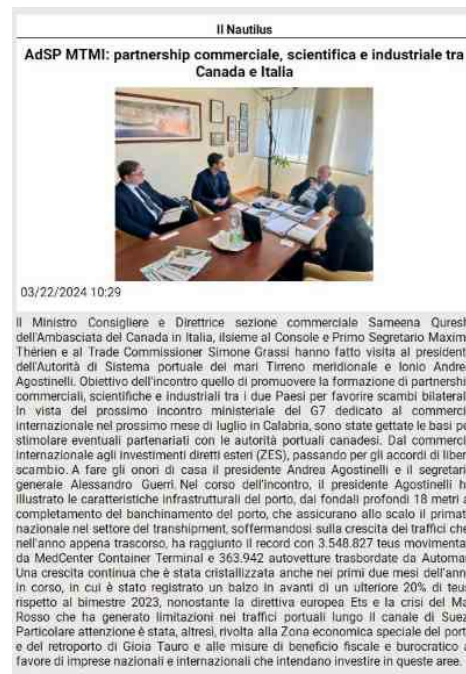 Il Nautilus
AdSP MTMI: partnership commerciale, scientifica e industriale tra
Canada e Italia
03/22/2024 10:29
Il Ministro Consigliere e Direttrice sezione commerciale Sameena Quresh
dell'Ambasciata del Canada in Italia, ilsieme al Console e Primo Segretario Maxim
Thérien e al Trade Commissioner Simone Grassi hanno fatto visita al president
dell'Autorità di Sistema portuale dei mari Tirreno meridionale e Ionio Andre
Agostinelli. Obiettivo dell'incontro quello di promuovere la formazione di partnershi
commerciali, scientifiche e industriali tra i due Paesi per favorire scambi bilateral
In vista del prossimo incontro ministeriale del G7 dedicato al commerci
internazionale nel prossimo mese di luglio in Calabria, sono state gettate le basi pe
stimolare eventuali partenariati con le autorità portuali canadesi. Dal commerci
internazionale agli investimenti diretti esteri (ZES), passando per gli accordi di liber
scambio. A fare gli onori di casa il presidente Andrea Agostinelli e il segretari
generale Alessandro Guerri. Nel corso dell'incontro, il presidente Agostinelli h
illustrato le caratteristiche infrastrutturali del porto, dai fondali profondi 18 metri a
completamento del banchinamento del porto, che assicurano allo scalo il primat
nazionale nel settore del transhipment, soffermandosi sulla crescita dei traffici che
nell'anno appena trascorso, ha raggiunto il record con 3.548.827 teus movimenta
da MedCenter Container Terminal e 363.942 autovetture trasbordate da Automa
Una crescita continua che è stata cristallizzata anche nei primi due mesi dell'ann
in corso, in cui è stato registrato un balzo in avanti di un ulteriore 20% di teu
rispetto al bimestre 2023, nonostante la direttiva europea Ets e la crisi del Ma
Rosso che ha generato limitazioni nei traffici portuali lungo il canale di Suez
Particolare attenzione è stata, altresì, rivolta alla Zona economica speciale del port
e del retroporto di Gioia Tauro e alle misure di beneficio fiscale e burocratico a
favore di imprese nazionali e internazionali che intendano investire in queste aree.